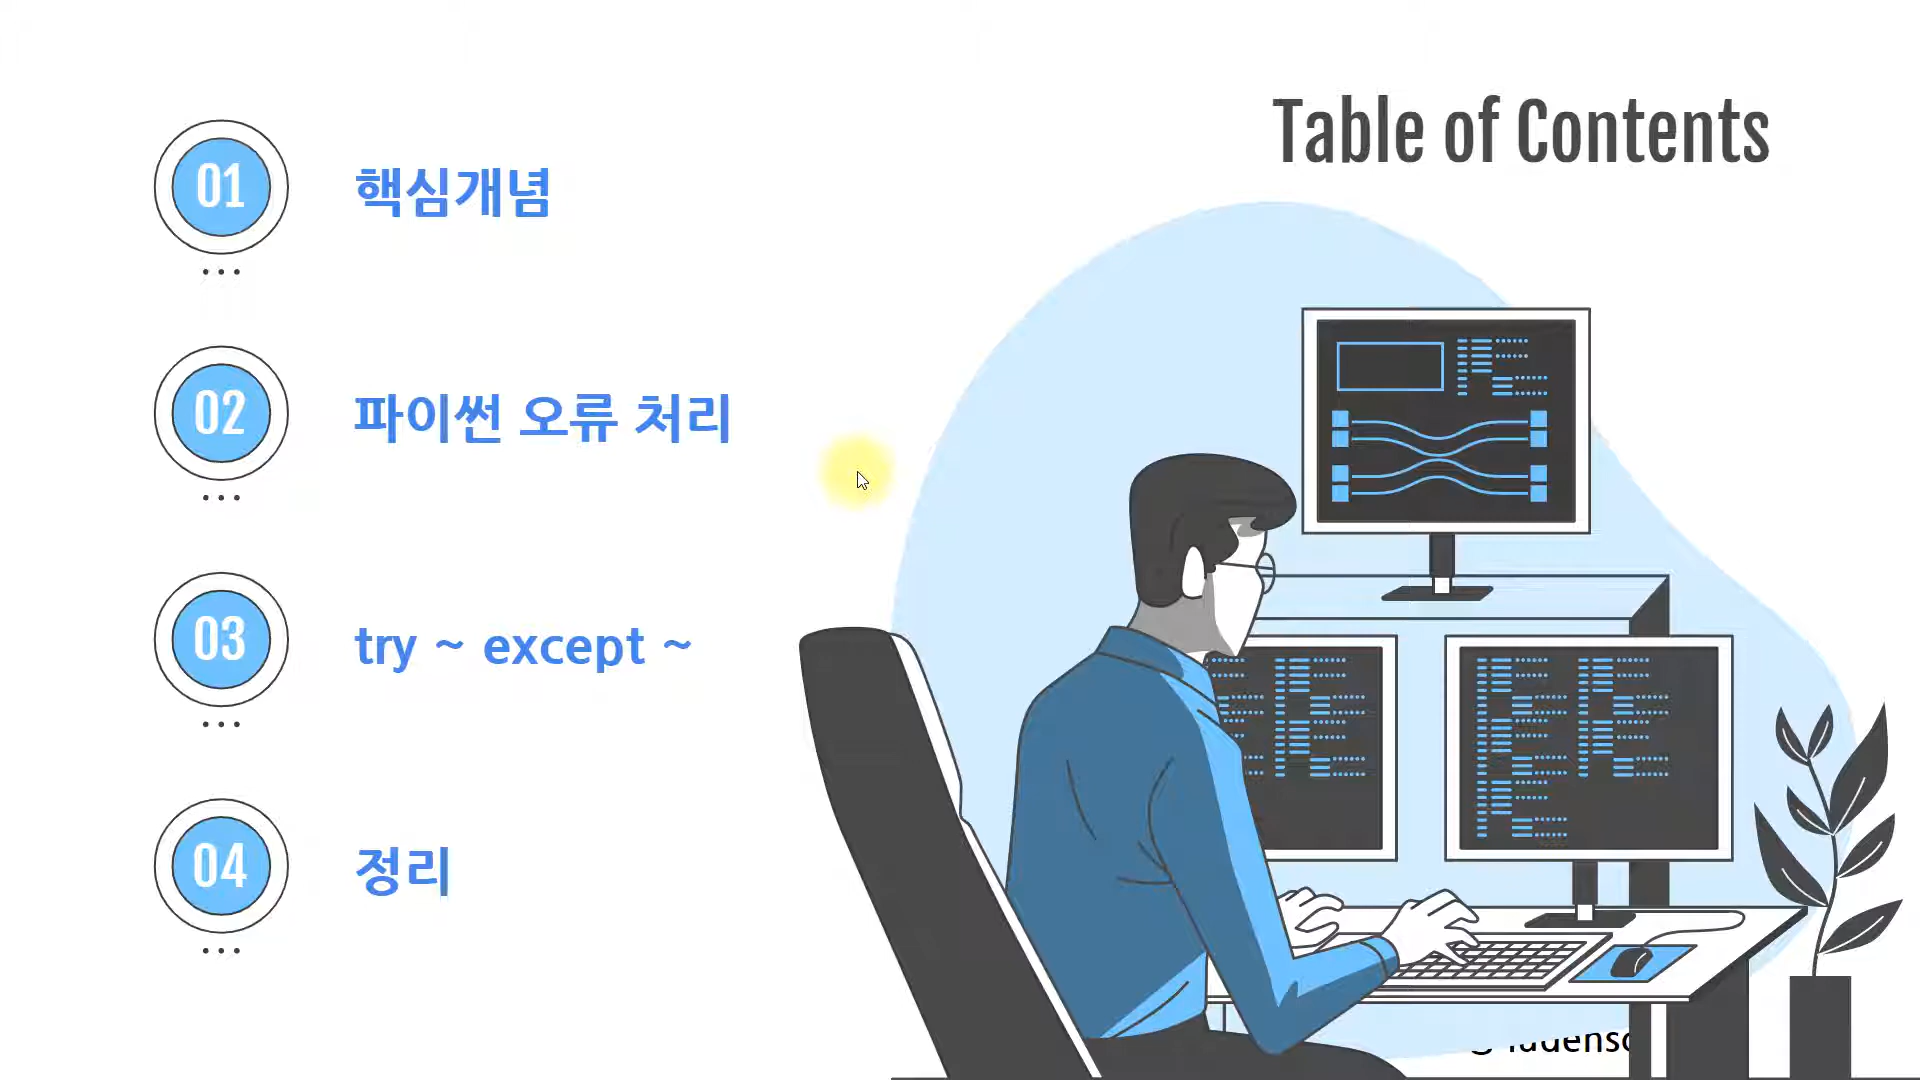 Table of Contents
01
핵심개념
02
파이썬 오류 처리
03
try ~ except ~
04
정리